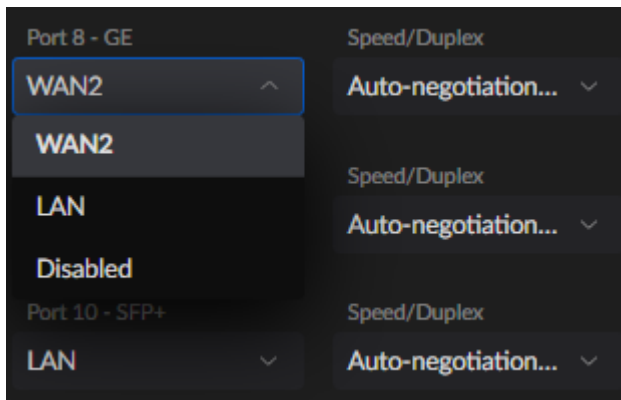 Port 8 - GE
Speed/Duplex
WAN2
Auto-negotiation...
WAN2
Speed/Duplex
LAN
Auto-negotiation...
Disabled
Port 10 - SFP+
Speed/Duplex
LAN
Auto-negotiation...